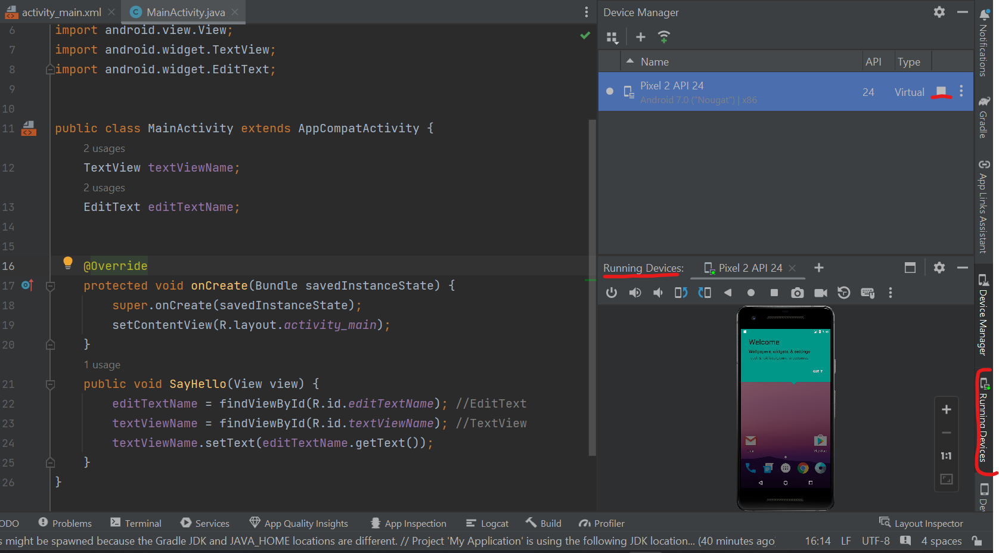 activity_main.xml
MainActivity.java
6 import android.view.View;
7 import android.widget.TextView;
8 import android.widget.EditText;
9
10
11 public class MainActivity extends AppCompatActivity {
2 usages
12 TextView textViewName;
2 usages
13 EditText editTextName;
14
15
16 @Override
17 protected void onCreate(Bundle savedInstanceState) {
18 super.onCreate(savedInstanceState);
19 setContentView(R.layout.activity_main);
20 }
1 usage
21 public void SayHello(View view) {
22 editTextName = findViewById(R.id.editTextName); //EditText
23 textViewName = findViewById(R.id.textViewName); //TextView
24 textViewName.setText(editTextName.getText());
25 }
26 }
Device Manager
Name API Type
Pixel 2 API 24
Android 7.0 ("Nougat") | x86
24 Virtual
Running Devices: Pixel 2 API 24
Welcome
Wallpapers, widgets, & settings
GOT IT
Play Store
1:1
Notifications
Gradle
App Links Assistant
Device Manager
Running Devices
De
ODO Problems Terminal Services App Quality Insights App Inspection Logcat Build Profiler Layout Inspector
s might be spawned because the Gradle JDK and JAVA_HOME locations are different. // Project 'My Application' is using the following JDK location... (40 minutes ago) 16:14 LF UTF-8 4 spaces